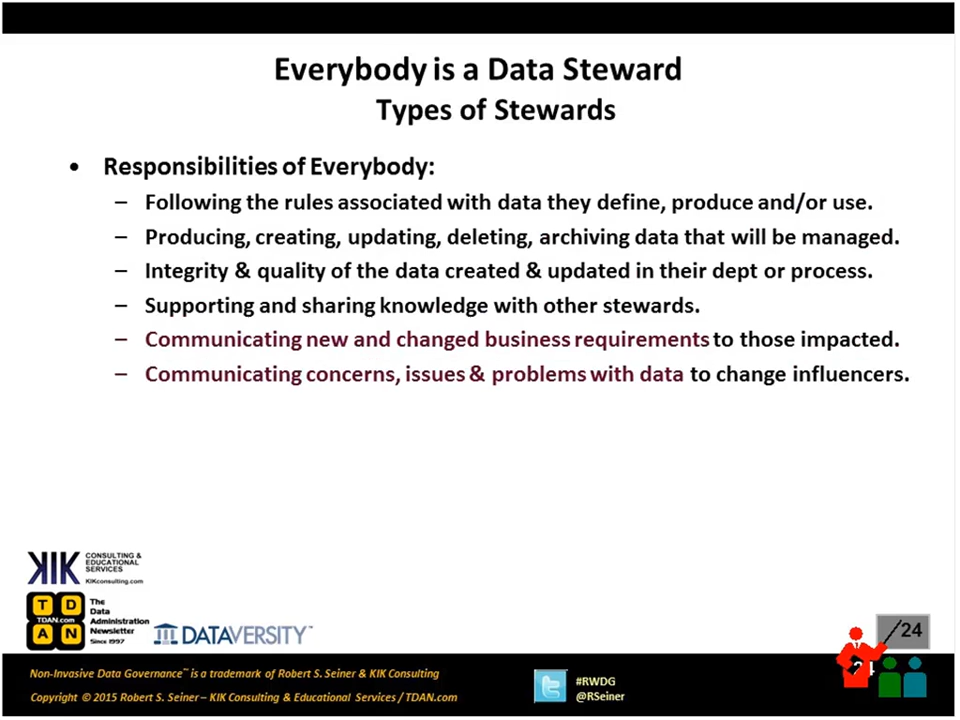 Everybody is a Data Steward
Types of Stewards
• Responsibilities of Everybody:
– Following the rules associated with data they define, produce and/or use.
– Producing, creating, updating, deleting, archiving data that will be managed.
– Integrity & quality of the data created & updated in their dept or process.
– Supporting and sharing knowledge with other stewards.
– Communicating new and changed business requirements to those impacted.
– Communicating concerns, issues & problems with data to change influencers.
KIK CONSULTING &
EDUCATIONAL
SERVICES
KIKconsulting.com
T D
TDAN.com
A N
The
Data
Administration
Newsletter
Since 1997
DATAVERSITY™
/24
24
Non-Invasive Data Governance™ is a trademark of Robert S. Seiner & KIK Consulting
Copyright © 2015 Robert S. Seiner – KIK Consulting & Educational Services / TDAN.com
#RWDG
@RSeiner